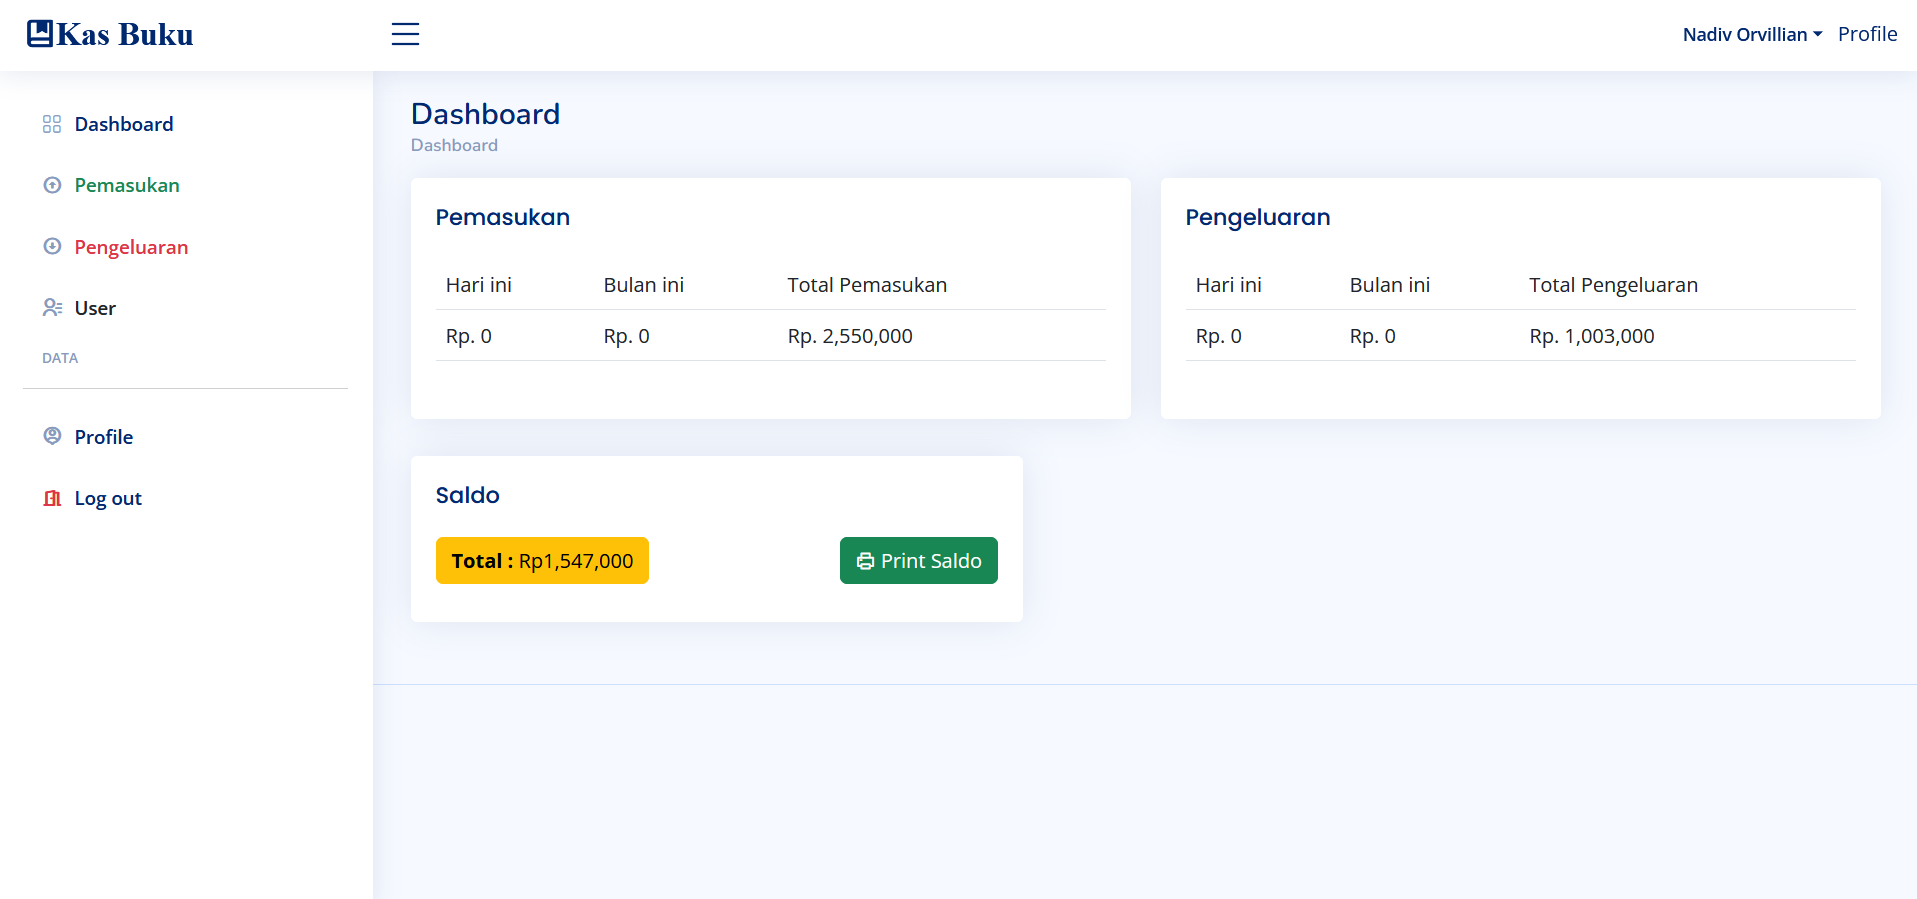 Kas Buku
Nadiv Orvillian
Profile
Dashboard
Pemasukan
Pengeluaran
User
DATA
Profile
Log out
Dashboard
Dashboard
Pemasukan
Hari ini Bulan ini Total Pemasukan
Rp. 0 Rp. 0 Rp. 2,550,000
Pengeluaran
Hari ini Bulan ini Total Pengeluaran
Rp. 0 Rp. 0 Rp. 1,003,000
Saldo
Total : Rp1,547,000
Print Saldo